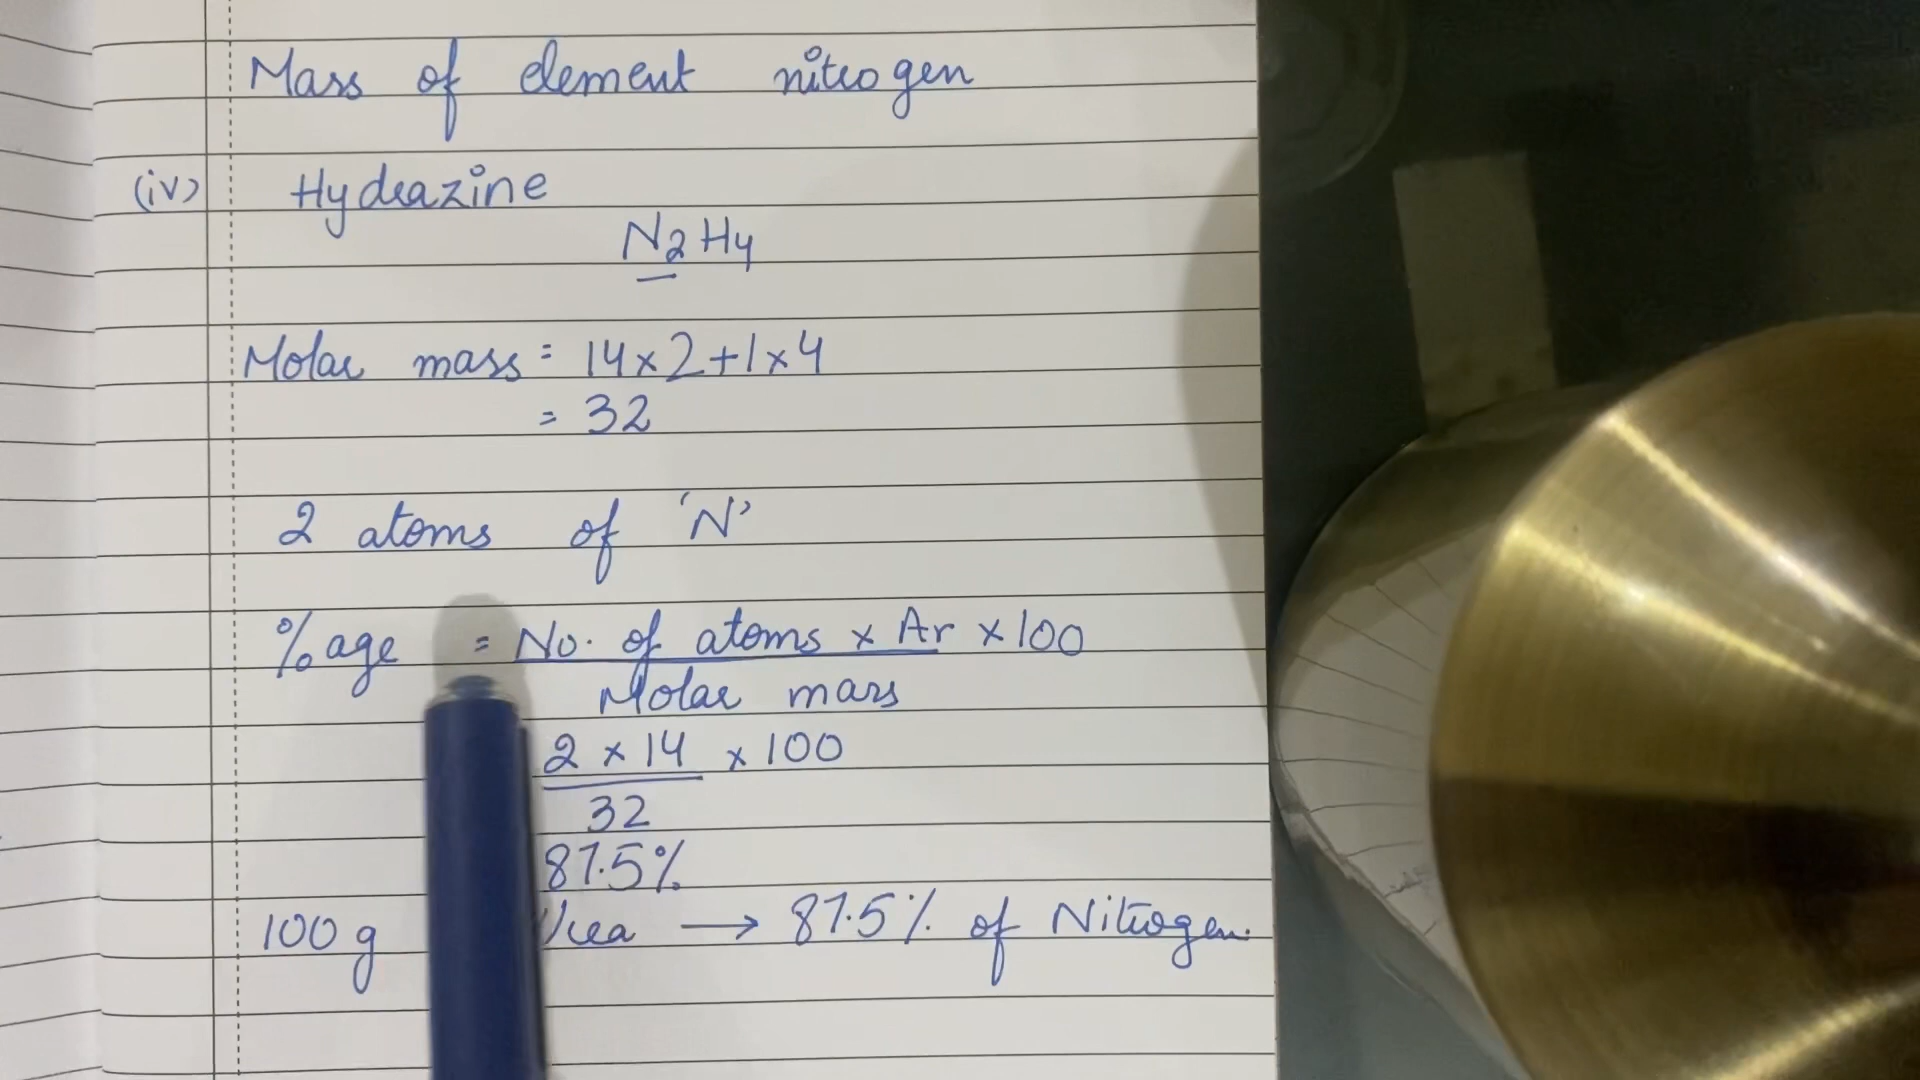 Mass of element nitrogen
(iv) Hydrazine
N2H4
Molar mass = 14 x 2 + 1 x 4
= 32
2 atoms of 'N'
%age = No. of atoms x Ar x 100
Molar mass
2 x 14 x 100
32
87.5%
100 g Urea → 87.5% of Nitrogen.